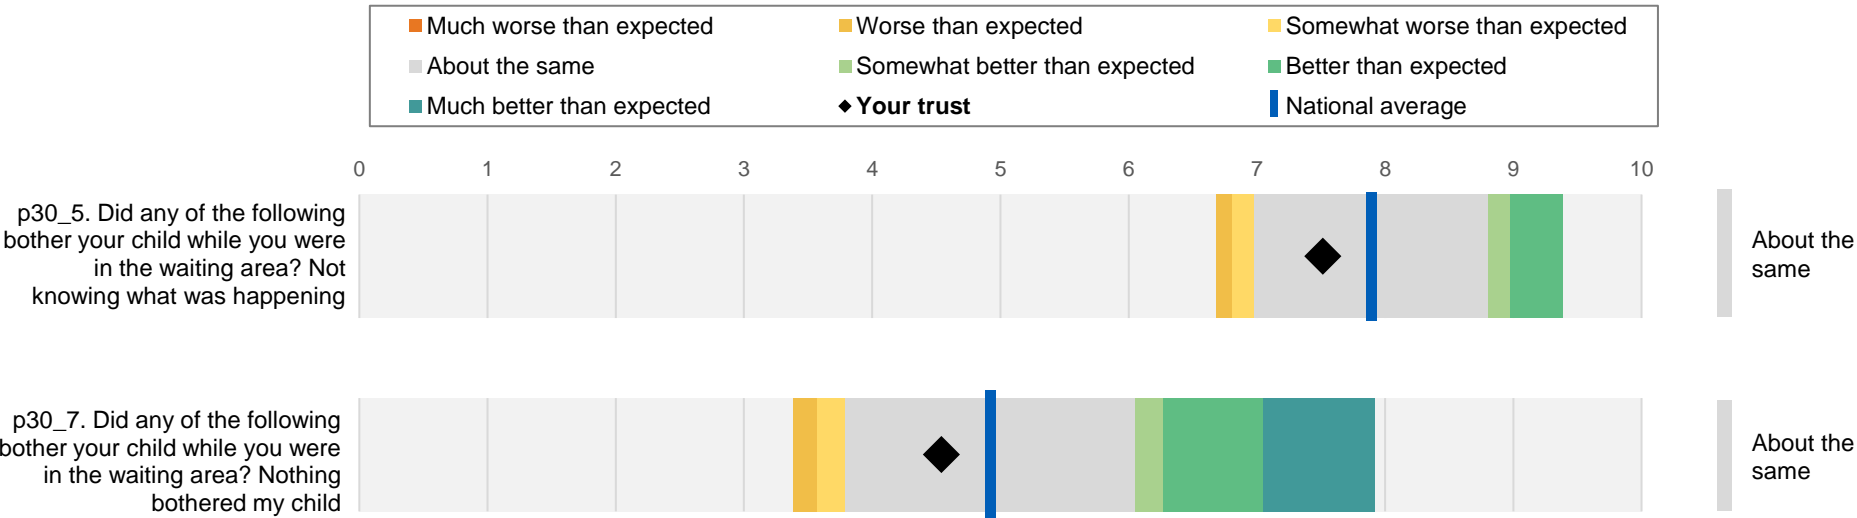 Much worse than expected
Worse than expected
Somewhat worse than expected
About the same
Somewhat better than expected
Better than expected
Much better than expected
Your trust
National average
0 1 2 3 4 5 6 7 8 9 10
p30_5. Did any of the following
bother your child while you were
in the waiting area? Not
knowing what was happening
About the
same
p30_7. Did any of the following
bother your child while you were
in the waiting area? Nothing
bothered my child
About the
same